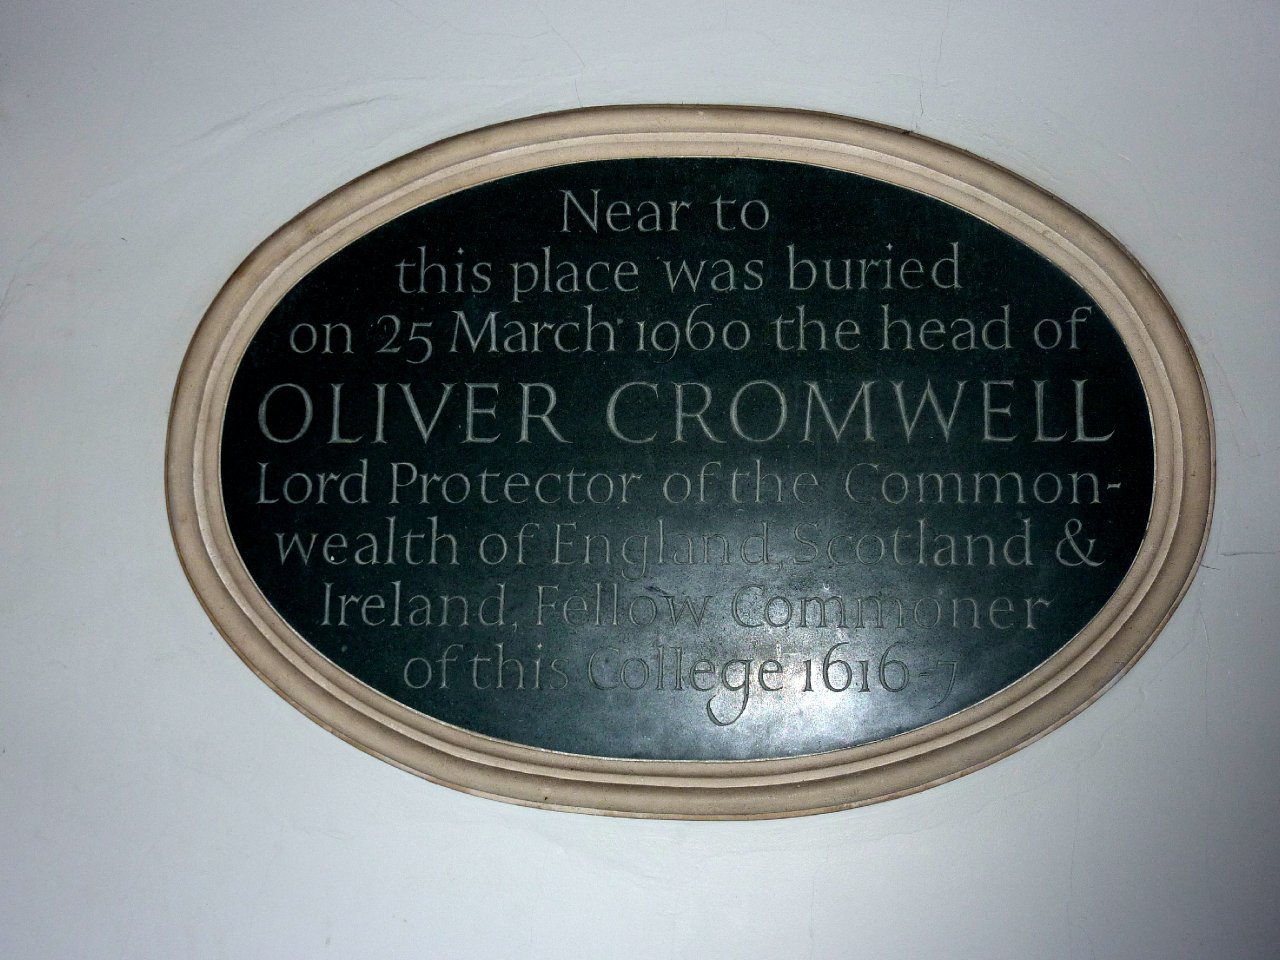 Near to
this place was buried
on 25 March 1960 the head of
OLIVER CROMWELL
Lord Protector of the Common-
wealth of England, Scotland &
Ireland, Fellow Commoner
of this College 1616-7